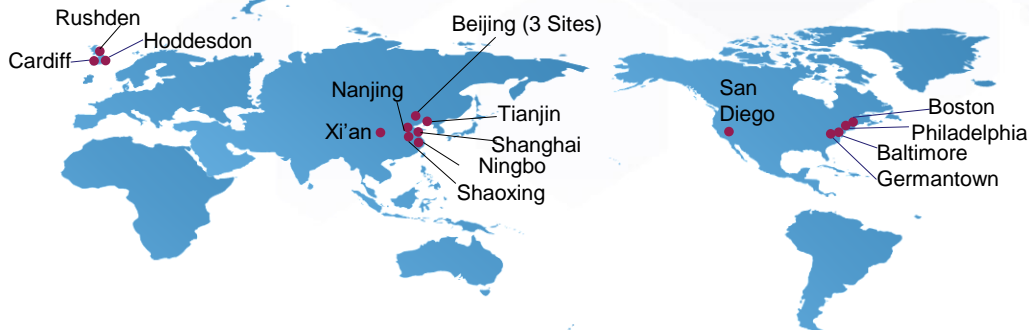 Rushden
Cardiff
Hoddesdon
Beijing (3 Sites)
Nanjing
Tianjin
Xi’an
Shanghai
Ningbo
Shaoxing
San
Diego
Boston
Philadelphia
Baltimore
Germantown